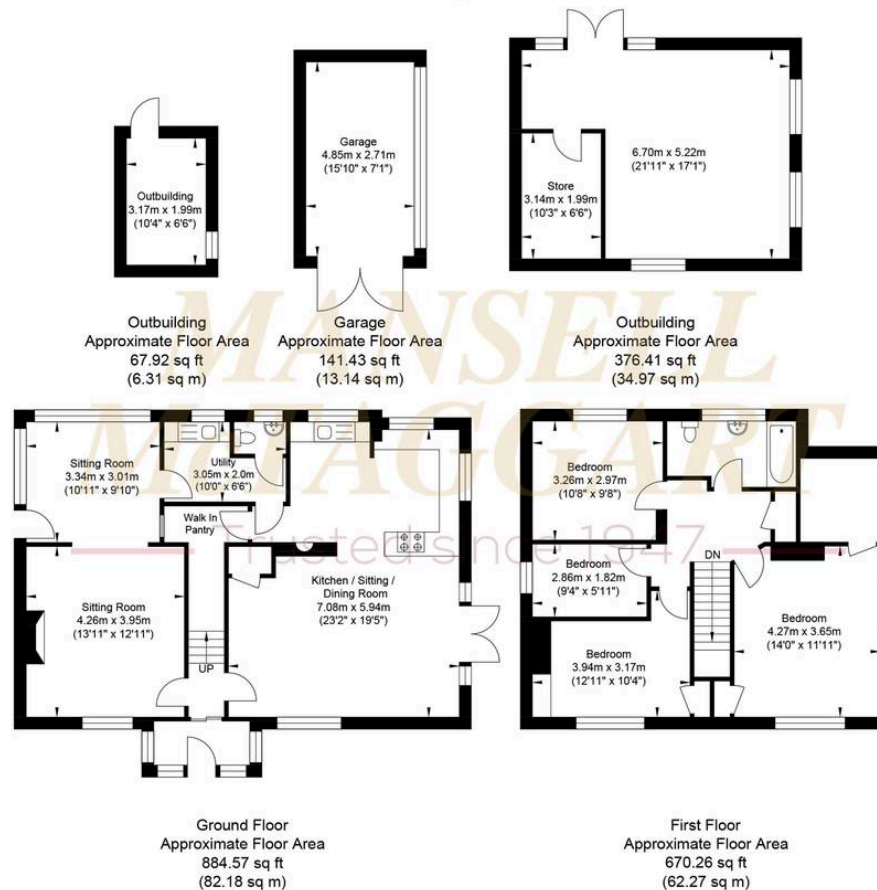 Outbuilding
3.17m x 1.99m
(10'4" x 6'6")
Garage
4.85m x 2.71m
(15'10" x 7'1")
Store
3.14m x 1.99m
(10'3" x 6'6")
6.70m x 5.22m
(21'11" x 17'1")
Outbuilding
Approximate Floor Area
67.92 sq ft
(6.31 sq m)
Garage
Approximate Floor Area
141.43 sq ft
(13.14 sq m)
Outbuilding
Approximate Floor Area
376.41 sq ft
(34.97 sq m)
MANSELL
McTAGGART
Trusted since 1947
Sitting Room
3.34m x 3.01m
(10'11" x 9'10")
Utility
3.05m x 2.0m
(10'0" x 6'6")
Walk In
Pantry
Sitting Room
4.26m x 3.95m
(13'11" x 12'11")
UP
Kitchen / Sitting /
Dining Room
7.08m x 5.94m
(23'2" x 19'5")
Bedroom
3.26m x 2.97m
(10'8" x 9'8")
Bedroom
2.86m x 1.82m
(9'4" x 5'11")
DN
Bedroom
3.94m x 3.17m
(12'11" x 10'4")
Bedroom
4.27m x 3.65m
(14'0" x 11'11")
Ground Floor
Approximate Floor Area
884.57 sq ft
(82.18 sq m)
First Floor
Approximate Floor Area
670.26 sq ft
(62.27 sq m)